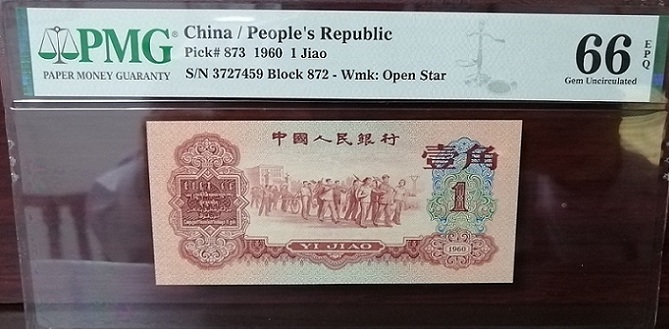 PMG
PAPER MONEY GUARANTY
China / People's Republic
Pick# 873 1960 1 Jiao
S/N 3727459 Block 872 - Wmk: Open Star
66 EPQ
Gem Uncirculated
中國人民銀行
壹角
1
YI JIAO
1960